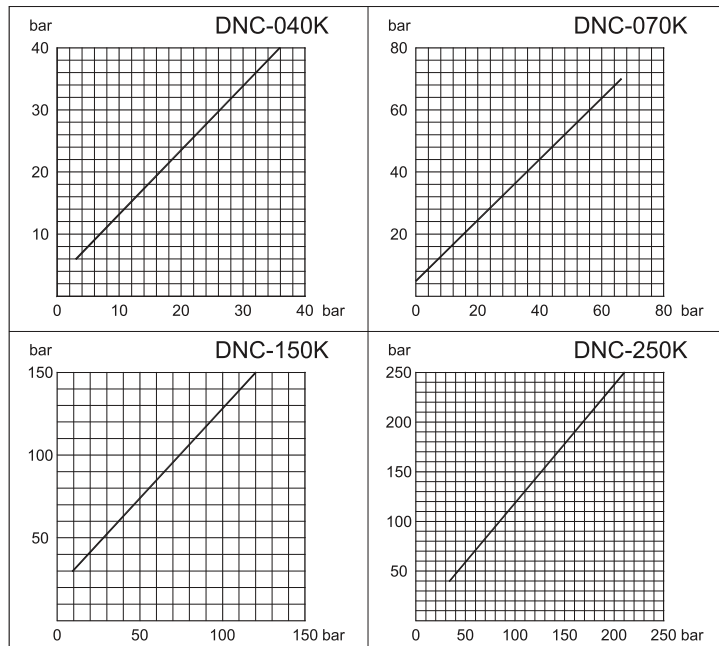 bar DNC-040K
40
30
20
10
0 10 20 30 40 bar
bar DNC-070K
80
60
40
20
0 20 40 60 80 bar
bar DNC-150K
150
100
50
0 50 100 150 bar
bar DNC-250K
250
200
150
100
50
0 50 100 150 200 250 bar